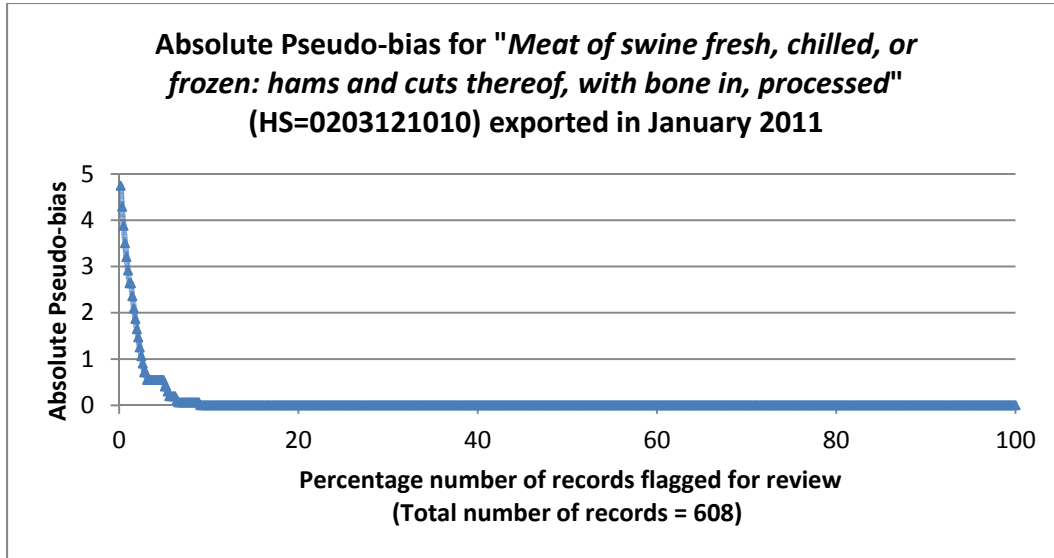 Absolute Pseudo-bias for "Meat of swine fresh, chilled, or
frozen: hams and cuts thereof, with bone in, processed"
(HS=0203121010) exported in January 2011
Absolute Pseudo-bias
5
4
3
2
1
0
0 20 40 60 80 100
Percentage number of records flagged for review
(Total number of records = 608)